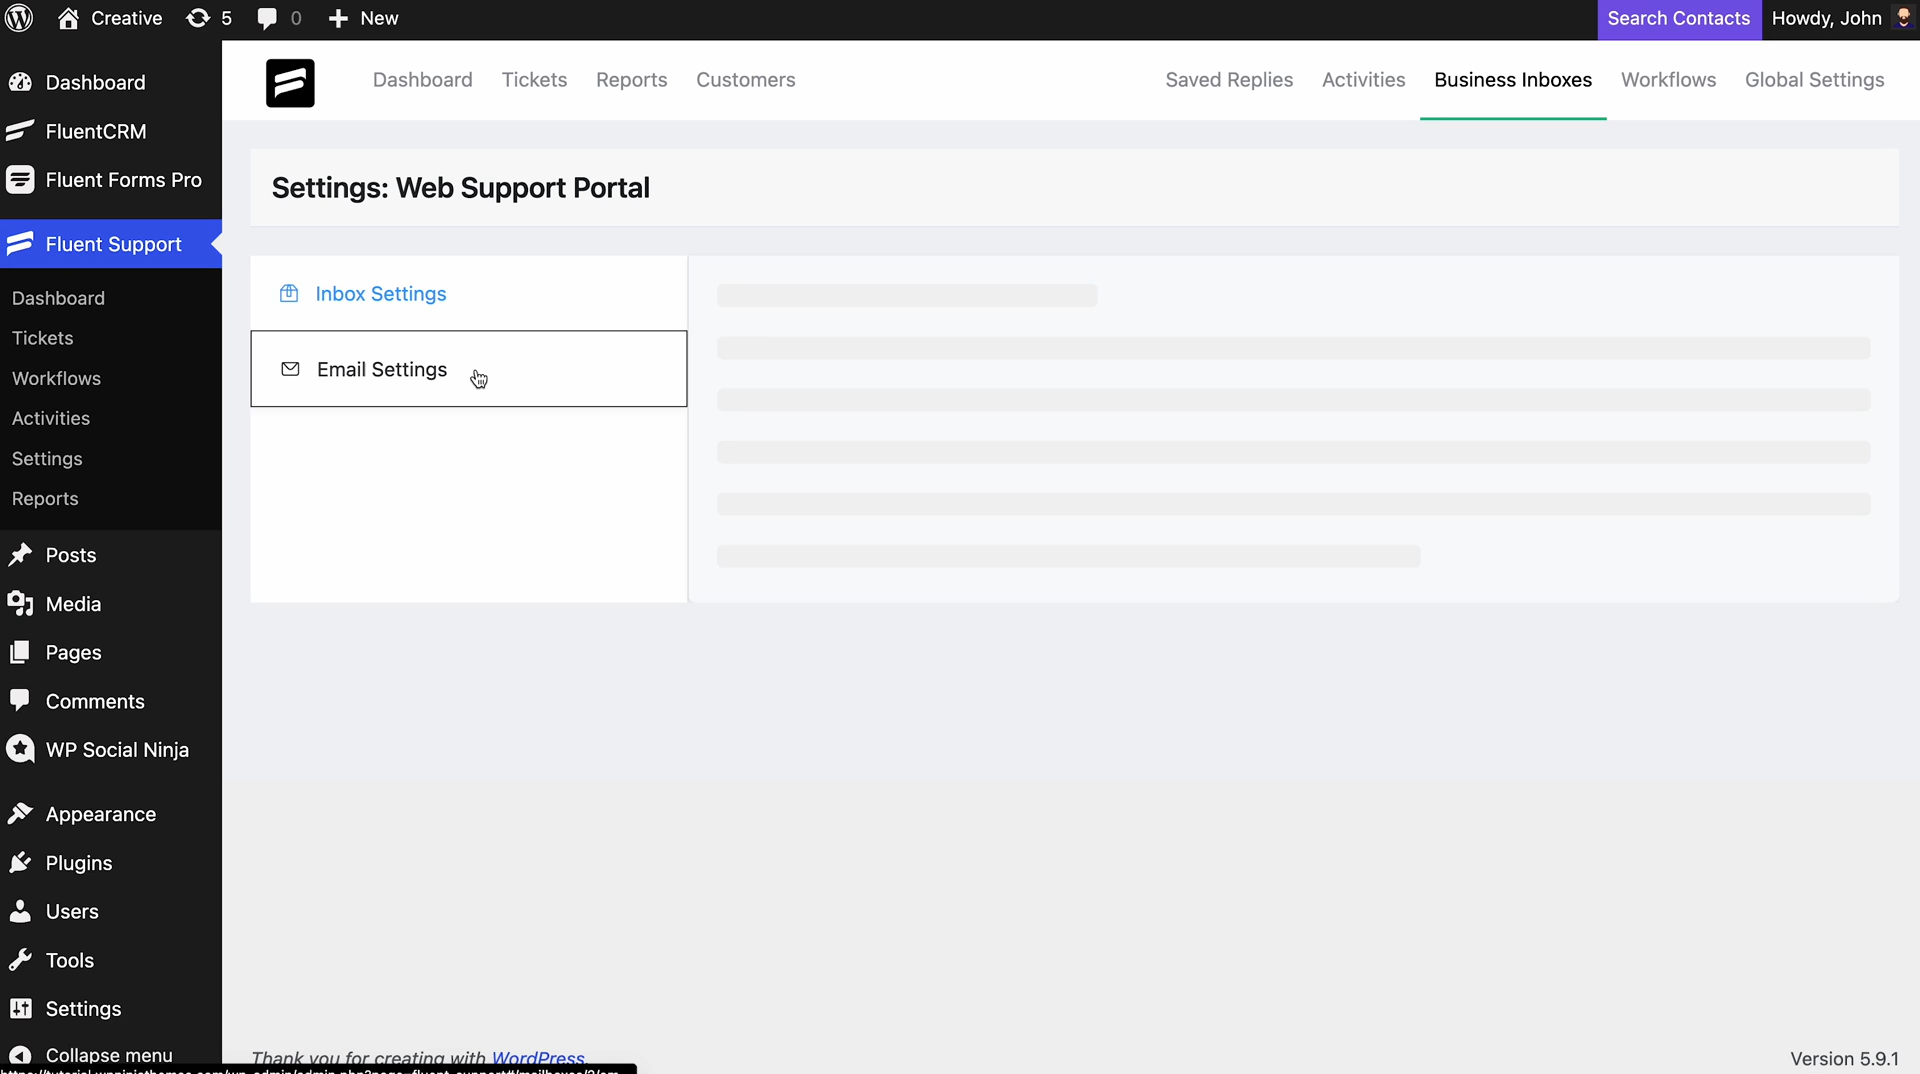 Creative 5 0 New Search Contacts Howdy, John
Dashboard
FluentCRM
Fluent Forms Pro
Fluent Support
Dashboard
Tickets
Workflows
Activities
Settings
Reports
Posts
Media
Pages
Comments
WP Social Ninja
Appearance
Plugins
Users
Tools
Settings
Collapse menu
Dashboard Tickets Reports Customers Saved Replies Activities Business Inboxes Workflows Global Settings
Settings: Web Support Portal
Inbox Settings
Email Settings
Thank you for creating with WordPress.
Version 5.9.1